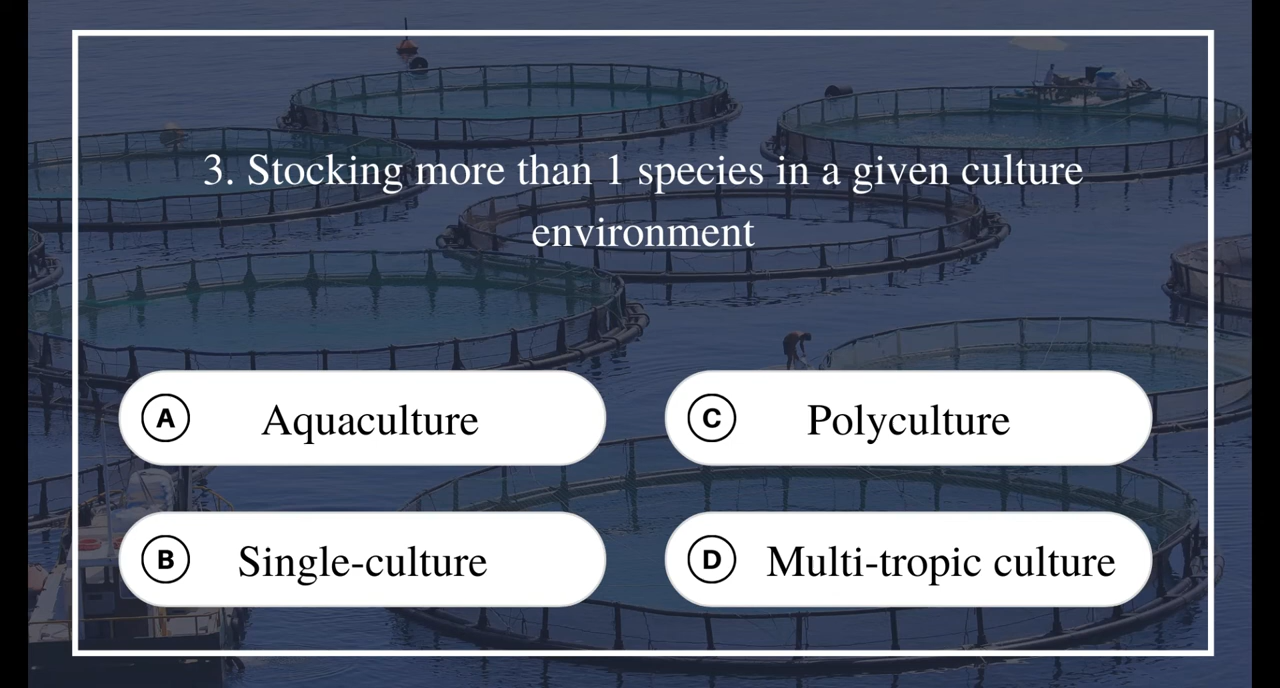 3. Stocking more than 1 species in a given culture
environment
A Aquaculture
C Polyculture
B Single-culture
D Multi-tropic culture